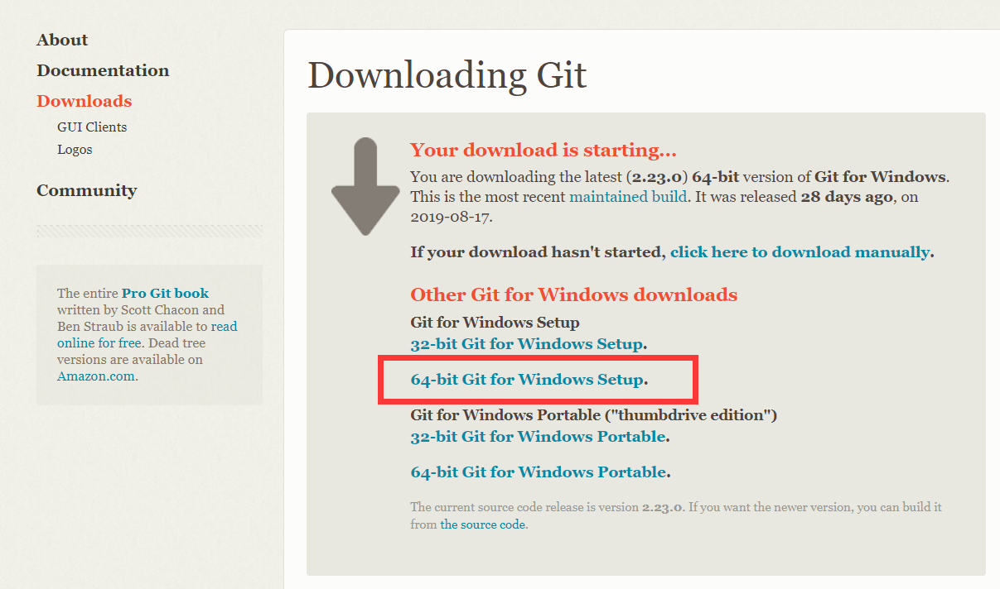 About
Documentation
Downloads
GUI Clients
Logos
Community
The entire Pro Git book
written by Scott Chacon and
Ben Straub is available to read
online for free. Dead tree
versions are available on
Amazon.com.
Downloading Git
Your download is starting...
You are downloading the latest (2.23.0) 64-bit version of Git for Windows.
This is the most recent maintained build. It was released 28 days ago, on
2019-08-17.
If your download hasn't started, click here to download manually.
Other Git for Windows downloads
Git for Windows Setup
32-bit Git for Windows Setup.
64-bit Git for Windows Setup.
Git for Windows Portable ("thumbdrive edition")
32-bit Git for Windows Portable.
64-bit Git for Windows Portable.
The current source code release is version 2.23.0. If you want the newer version, you can build it
from the source code.